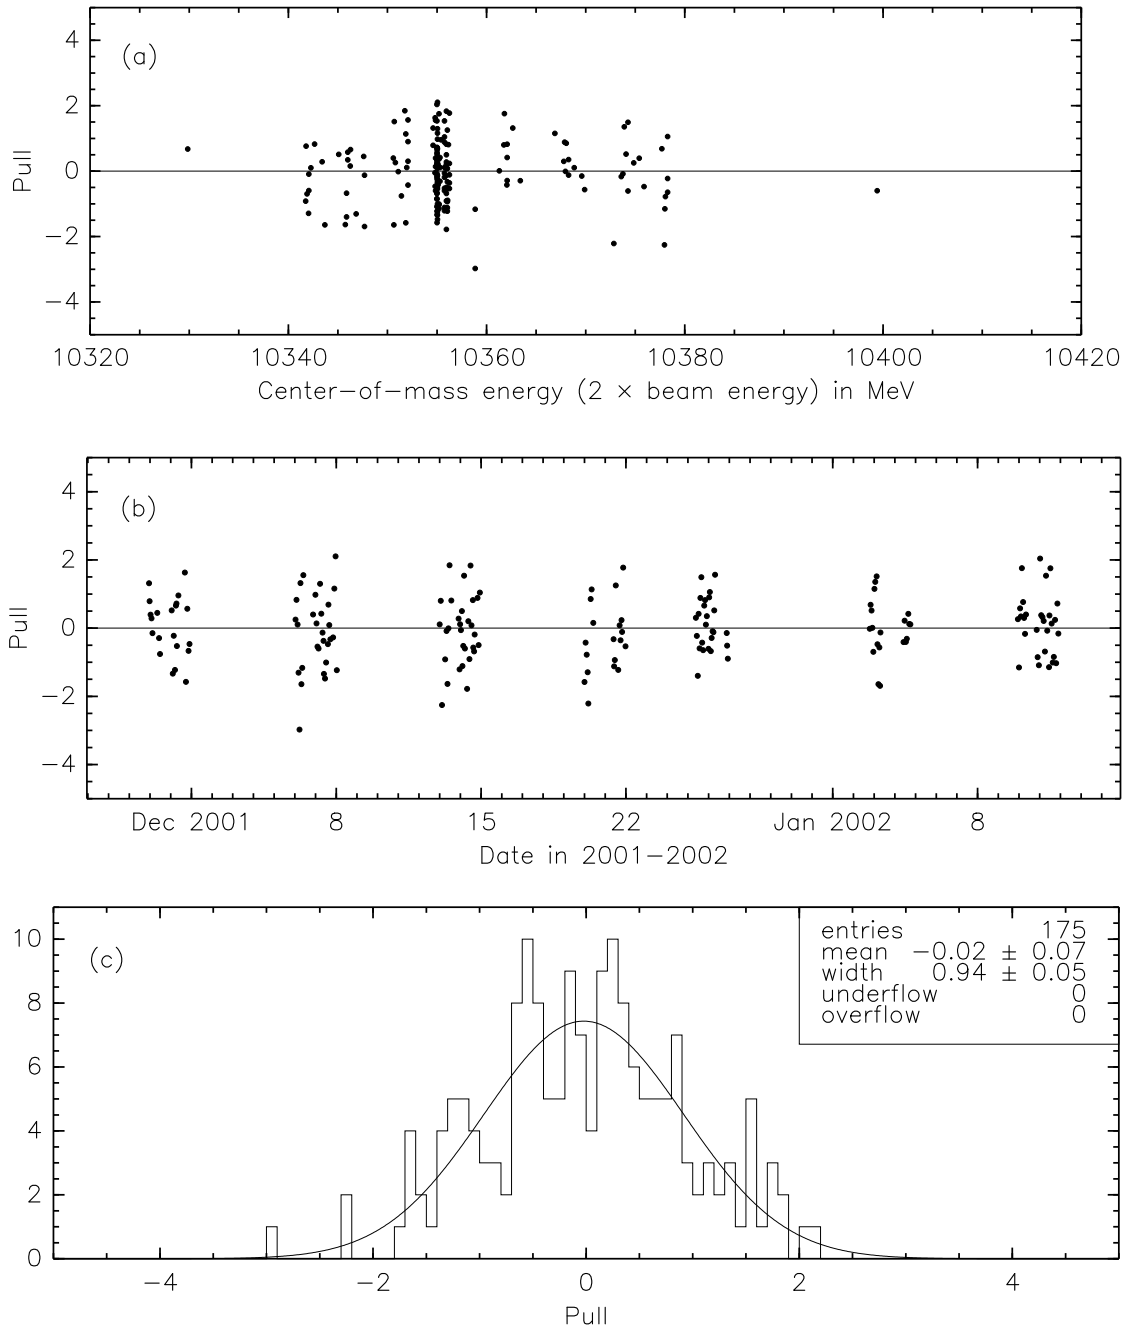 (a)
4
2
0
−2
−4
Pull
10320 10340 10360 10380 10400 10420
Center−of−mass energy (2 × beam energy) in MeV
(b)
4
2
0
−2
−4
Pull
Dec 2001 8 15 22 Jan 2002 8
Date in 2001−2002
(c)
10
8
6
4
2
0
entries 175
mean −0.02 ± 0.07
width 0.94 ± 0.05
underflow 0
overflow 0
−4 −2 0 2 4
Pull